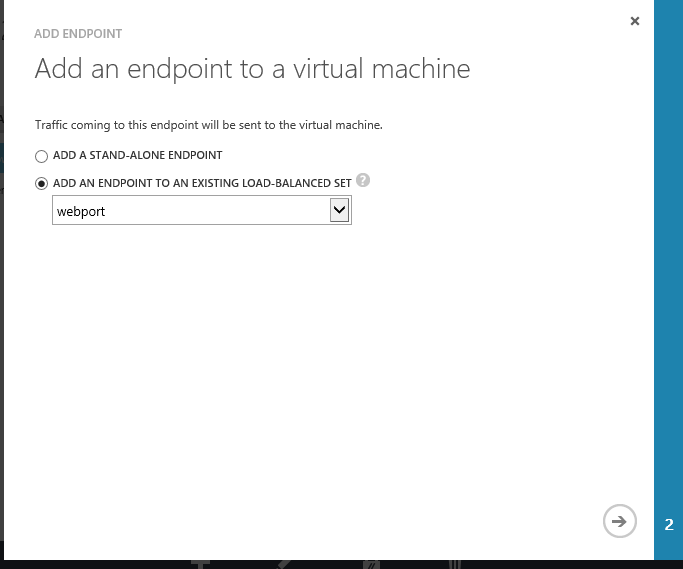 ADD ENDPOINT
Add an endpoint to a virtual machine
Traffic coming to this endpoint will be sent to the virtual machine.
ADD A STAND-ALONE ENDPOINT
ADD AN ENDPOINT TO AN EXISTING LOAD-BALANCED SET ?
webport
2